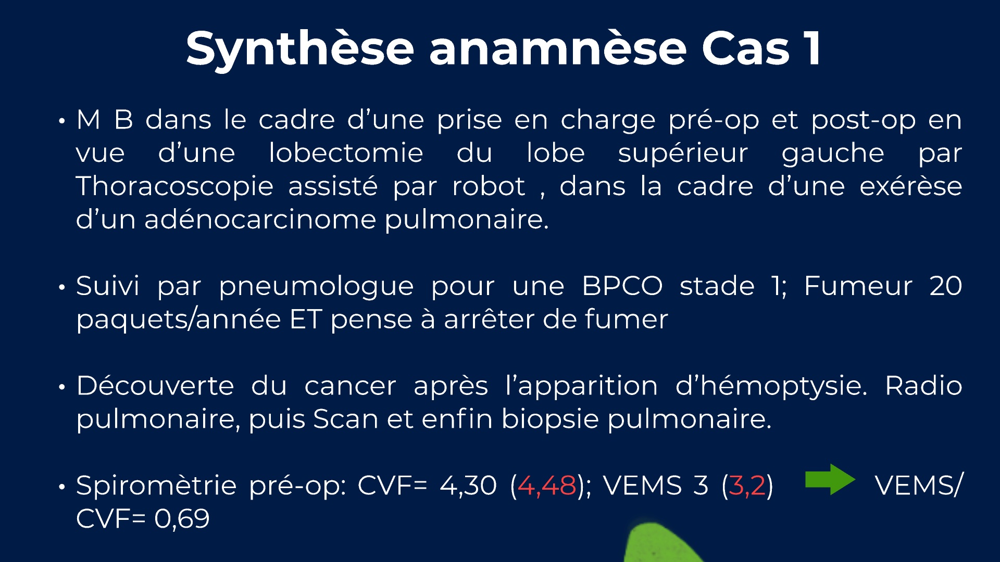 Synthèse anamnèse Cas 1
• M B dans le cadre d’une prise en charge pré-op et post-op en
vue d’une lobectomie du lobe supérieur gauche par
Thoracoscopie assisté par robot , dans la cadre d’une exérèse
d’un adénocarcinome pulmonaire.
• Suivi par pneumologue pour une BPCO stade 1; Fumeur 20
paquets/année ET pense à arrêter de fumer
• Découverte du cancer après l’apparition d’hémoptysie. Radio
pulmonaire, puis Scan et enfin biopsie pulmonaire.
• Spiromètrie pré-op: CVF= 4,30 (4,48); VEMS 3 (3,2) VEMS/
CVF= 0,69